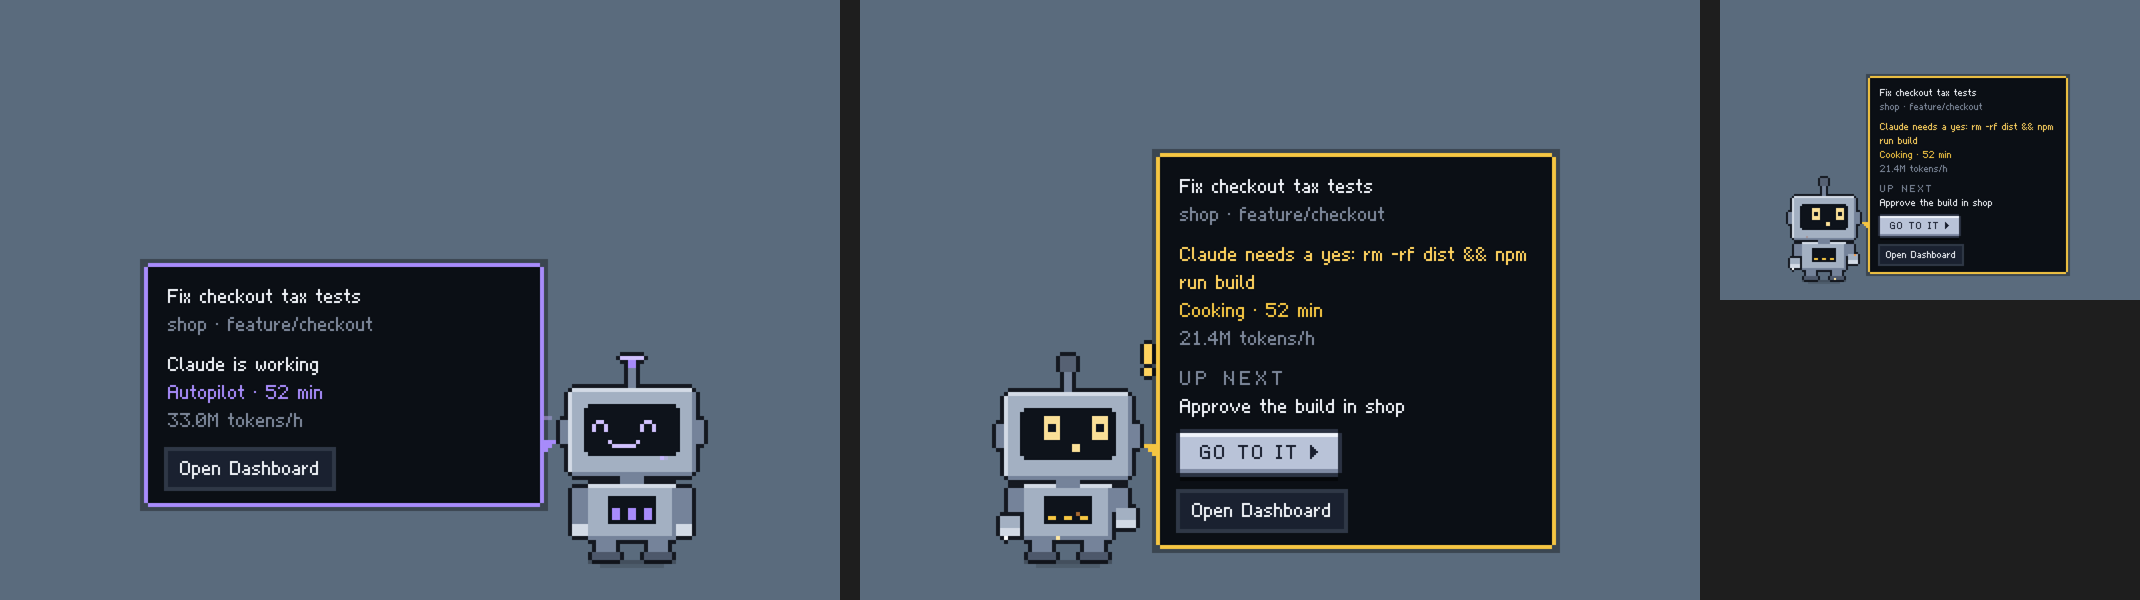 Fix checkout tax tests
shop · feature/checkout
Claude is working
Autopilot · 52 min
33.0M tokens/h
Open Dashboard
Fix checkout tax tests
shop · feature/checkout
Claude needs a yes: rm -rf dist && npm
run build
Cooking · 52 min
21.4M tokens/h
UP NEXT
Approve the build in shop
GO TO IT
Open Dashboard
Fix checkout tax tests
shop · feature/checkout
Claude needs a yes: rm -rf dist && npm
run build
Cooking · 52 min
21.4M tokens/h
UP NEXT
Approve the build in shop
GO TO IT
Open Dashboard